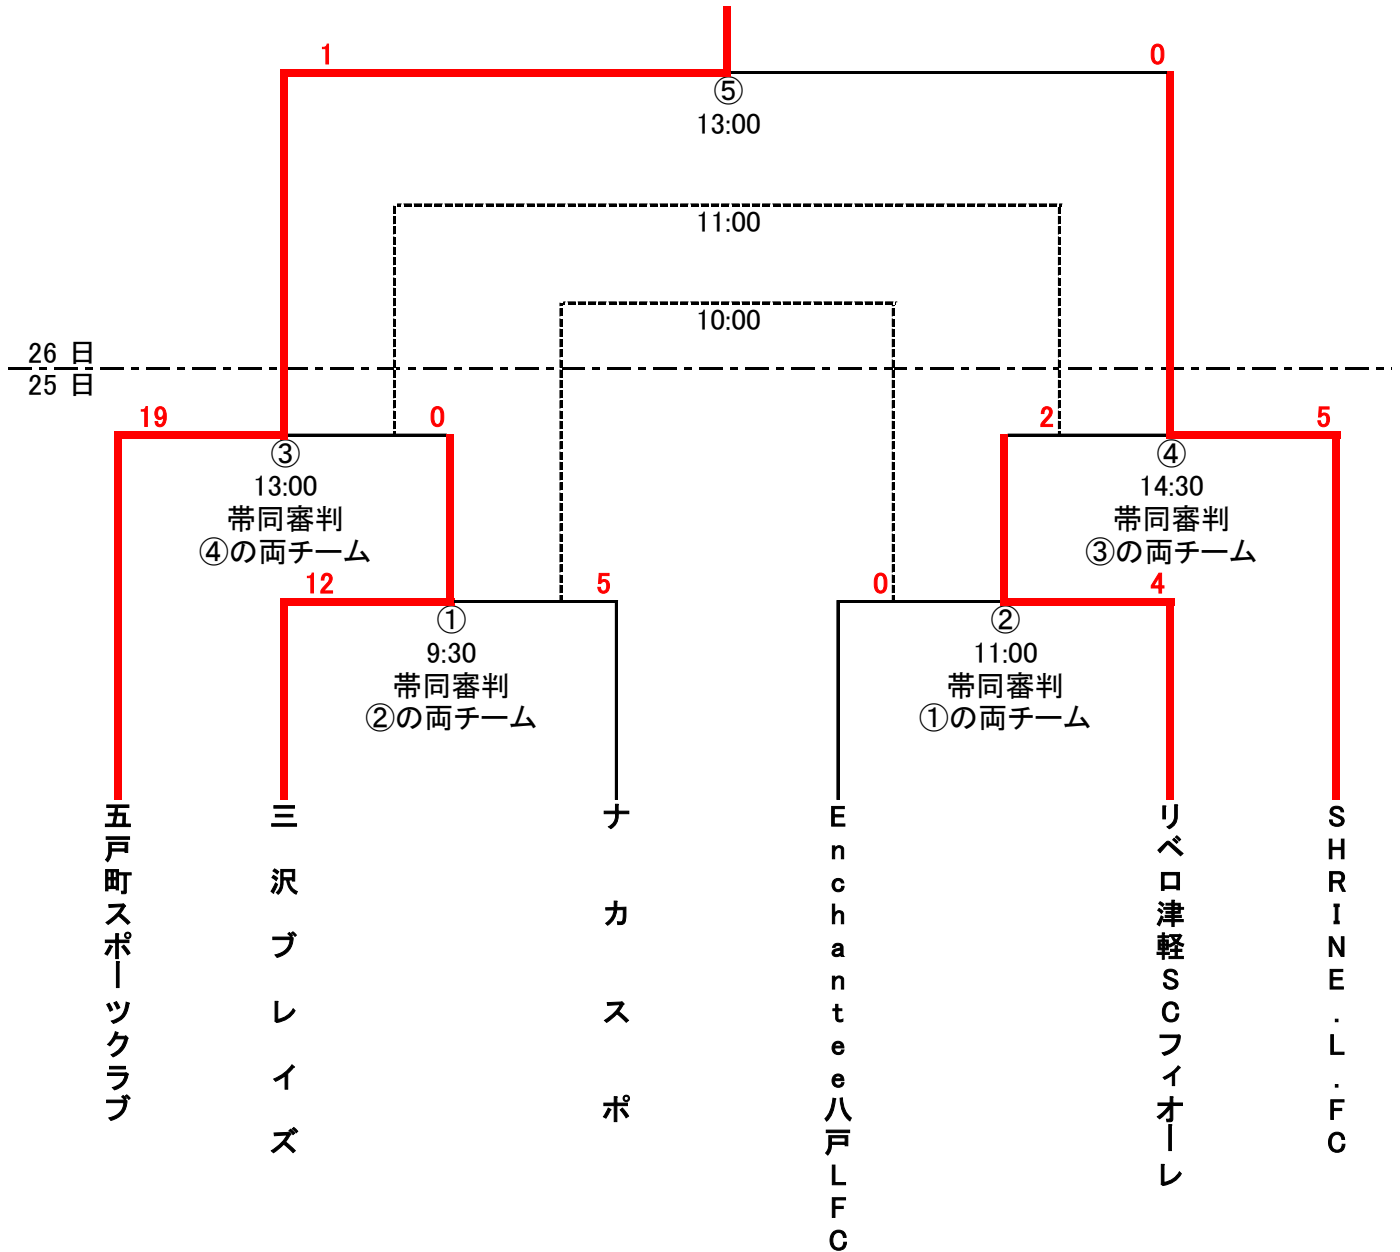 1
0
⑤
13:00
11:00
10:00
26 日
25 日
19
0
2
5
③
13:00
帯同審判
④の両チーム
④
14:30
帯同審判
③の両チーム
12
5
0
4
①
9:30
帯同審判
②の両チーム
②
11:00
帯同審判
①の両チーム
五戸町スポーツクラブ
三沢ブレイズ
ナカスポ
Enchantee八戸LFC
リベロ津軽SCフィオーレ
SHRINE.L.FC